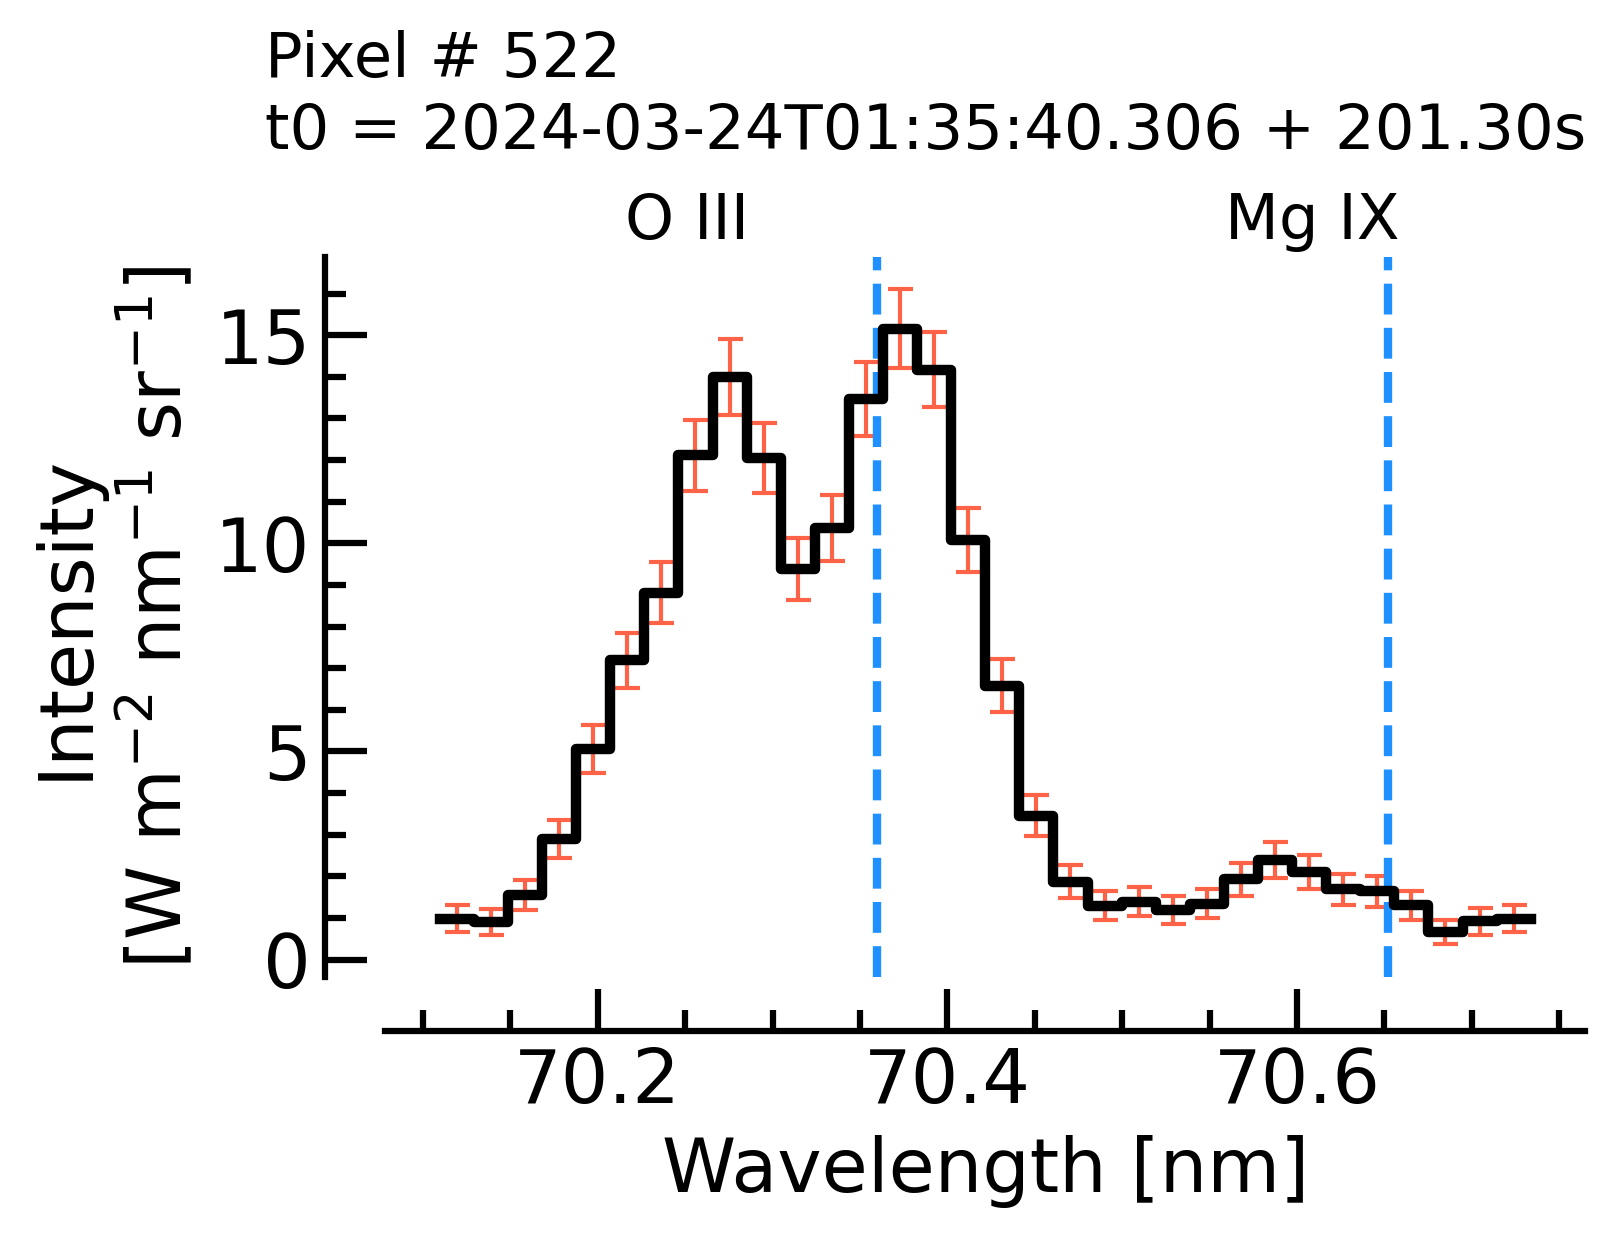 Pixel # 522
t0 = 2024-03-24T01:35:40.306 + 201.30s
O III
Mg IX
Intensity
[W m⁻² nm⁻¹ sr⁻¹]
15
10
5
0
70.2
70.4
70.6
Wavelength [nm]